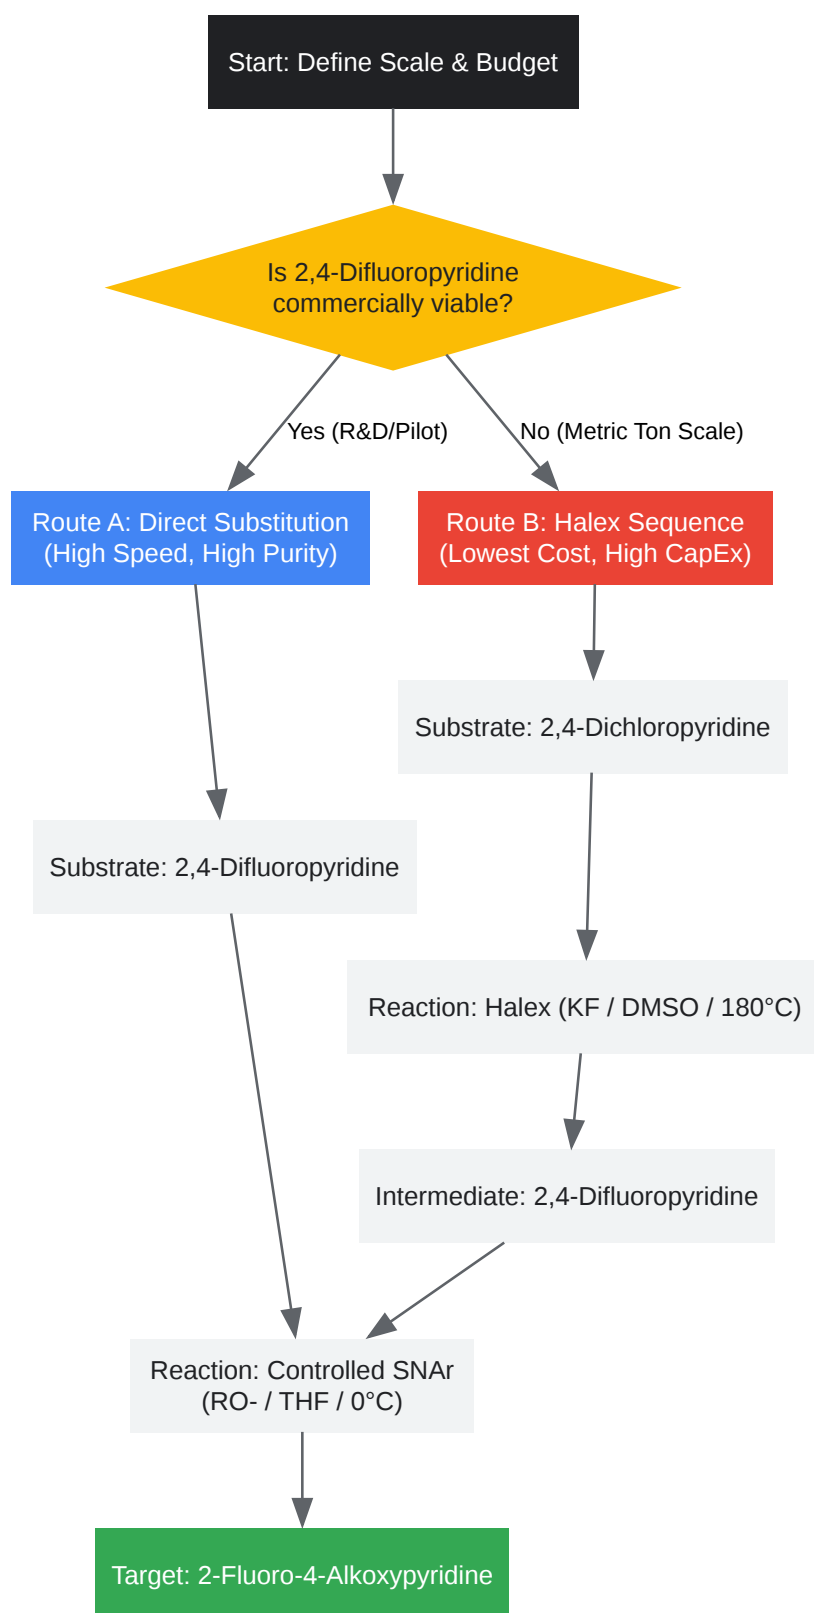 Start: Define Scale & Budget
Is 2,4-Difluoropyridine
commercially viable?
Yes (R&D/Pilot)
No (Metric Ton Scale)
Route A: Direct Substitution
(High Speed, High Purity)
Route B: Halex Sequence
(Lowest Cost, High CapEx)
Substrate: 2,4-Dichloropyridine
Substrate: 2,4-Difluoropyridine
Reaction: Halex (KF / DMSO / 180°C)
Intermediate: 2,4-Difluoropyridine
Reaction: Controlled SNAr
(RO- / THF / 0°C)
Target: 2-Fluoro-4-Alkoxypyridine